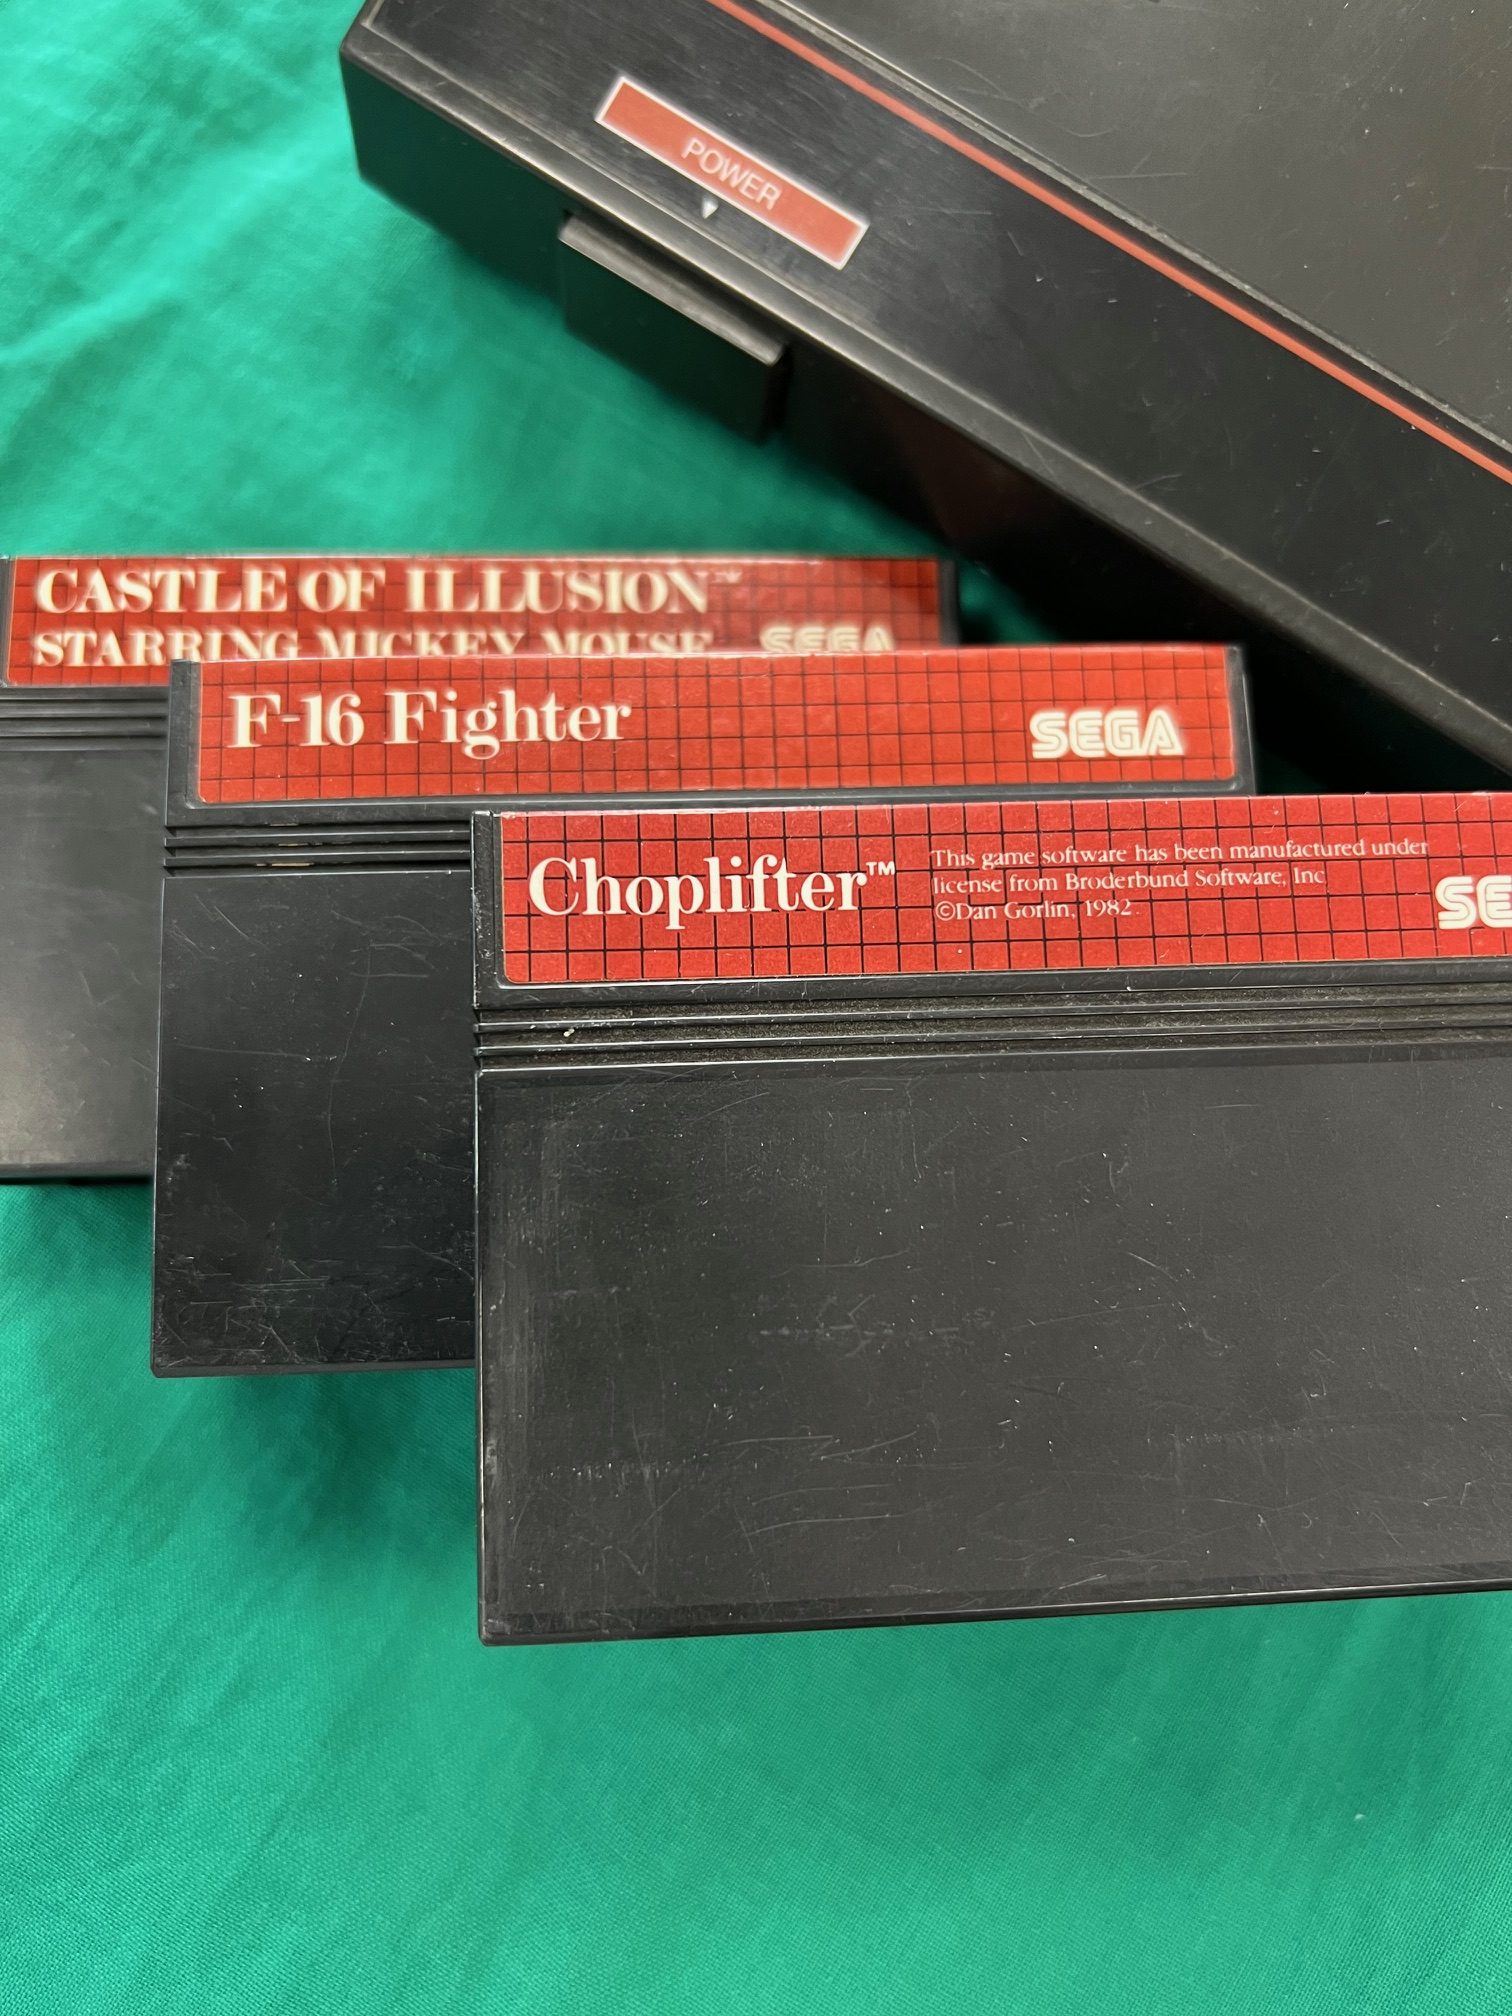 POWER
CASTLE OF ILLUSION™
STARRING MICKEY MOUSE SEGA
F-16 Fighter SEGA
Choplifter™
This game software has been manufactured under
license from Broderbund Software, Inc
©Dan Gorlin, 1982.
SE